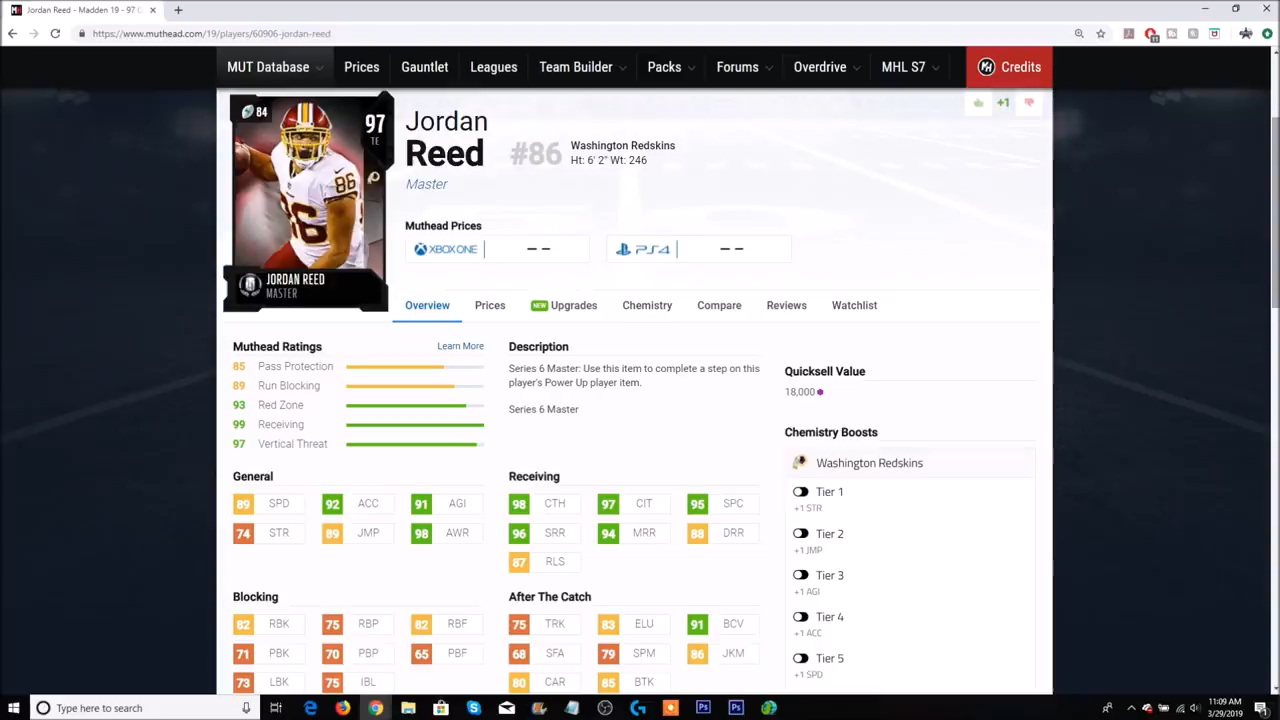 Jordan Reed - Madden 19 - 97 O
https://www.muthead.com/19/players/60906-jordan-reed
MUT Database
Prices
Gauntlet
Leagues
Team Builder
Packs
Forums
Overdrive
MHL S7
Credits
+1
84
97
TE
86
JORDAN REED
MASTER
Jordan
Reed
#86
Washington Redskins
Ht: 6' 2" Wt: 246
Master
Muthead Prices
XBOX ONE
– –
PS4
– –
Overview
Prices
NEW Upgrades
Chemistry
Compare
Reviews
Watchlist
Muthead Ratings
Learn More
85 Pass Protection
89 Run Blocking
93 Red Zone
99 Receiving
97 Vertical Threat
Description
Series 6 Master: Use this item to complete a step on this
player's Power Up player item.
Series 6 Master
Quicksell Value
18,000
General
89 SPD 92 ACC 91 AGI
74 STR 89 JMP 98 AWR
Receiving
98 CTH 97 CIT 95 SPC
96 SRR 94 MRR 88 DRR
87 RLS
Blocking
82 RBK 75 RBP 82 RBF
71 PBK 70 PBP 65 PBF
73 LBK 75 IBL
After The Catch
75 TRK 83 ELU 91 BCV
68 SFA 79 SPM 86 JKM
80 CAR 85 BTK
Chemistry Boosts
Washington Redskins
Tier 1
+1 STR
Tier 2
+1 JMP
Tier 3
+1 AGI
Tier 4
+1 ACC
Tier 5
+1 SPD
Type here to search
11:09 AM
3/29/2019